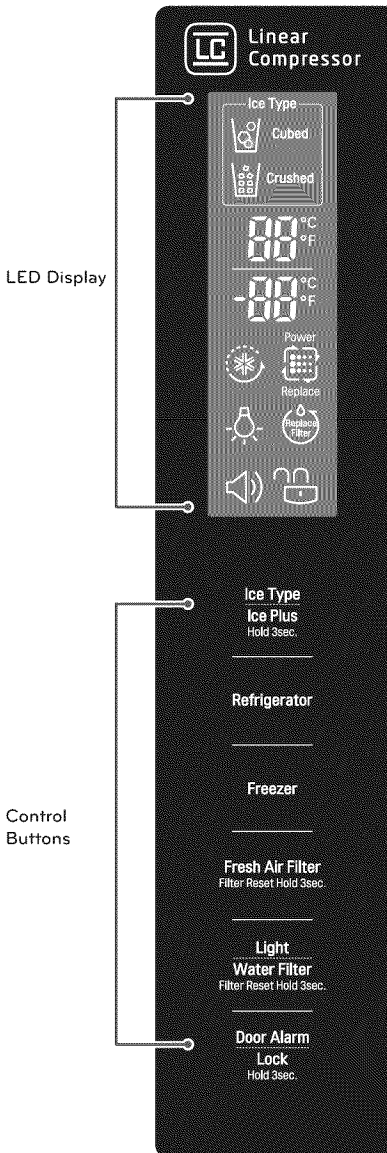 LC
Linear
Compressor
Ice Type
Cubed
Crushed
88 °C °F
-88 °C °F
LED Display
Power
Replace
Replace
Filter
Ice Type
Ice Plus
Hold 3sec.
Refrigerator
Freezer
Control
Buttons
Fresh Air Filter
Filter Reset Hold 3sec.
Light
Water Filter
Filter Reset Hold 3sec.
Door Alarm
Lock
Hold 3sec.